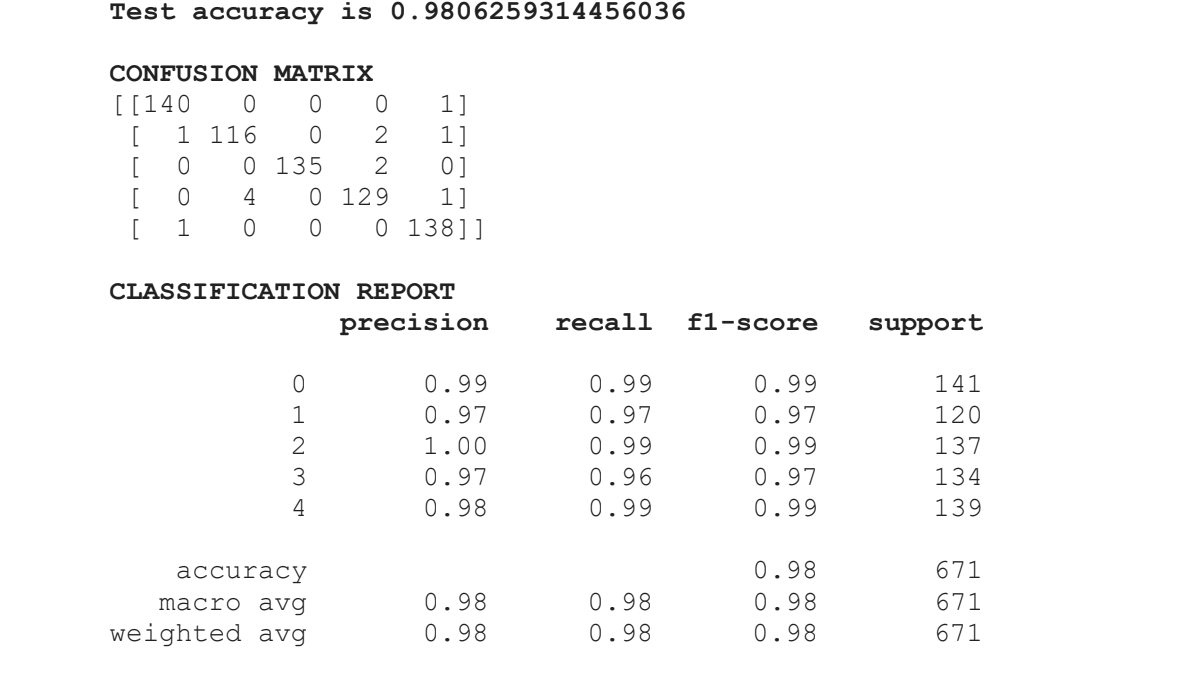 Test accuracy is 0.9806259314456036
CONFUSION MATRIX
[[140 0 0 0 1]
[ 1 116 0 2 1]
[ 0 0 135 2 0]
[ 0 4 0 129 1]
[ 1 0 0 0 138]]
CLASSIFICATION REPORT
precision recall f1-score support
0 0.99 0.99 0.99 141
1 0.97 0.97 0.97 120
2 1.00 0.99 0.99 137
3 0.97 0.96 0.97 134
4 0.98 0.99 0.99 139
accuracy 0.98 671
macro avg 0.98 0.98 0.98 671
weighted avg 0.98 0.98 0.98 671